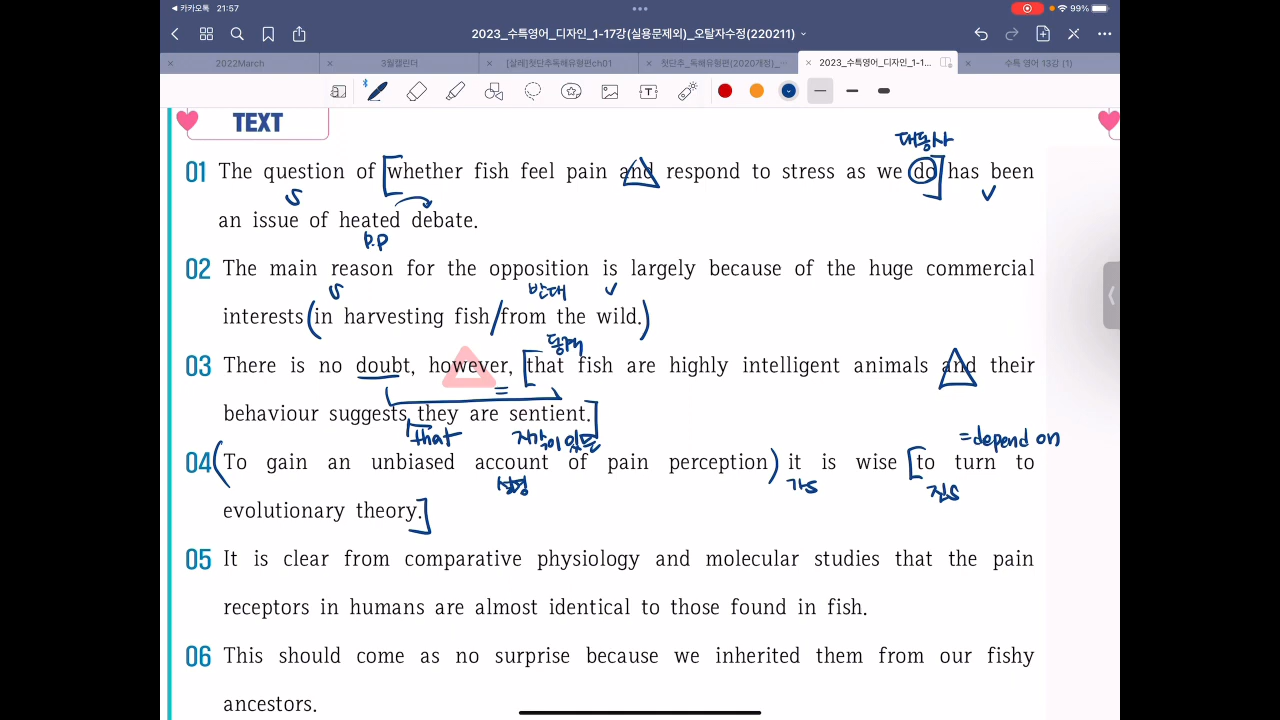 카카오톡 21:57
99%
2023_수특영어_디자인_1-17강(실용문제외)_오탈자수정(220211)
2022March
3월캘린더
[살레]첫단추독해유형편ch01
첫단추_독해유형편(2020개정)_...
2023_수특영어_디자인_1-1...
수특 영어 13강 (1)
TEXT
대동사
01 The question of [whether fish feel pain and respond to stress as we do] has been
S V
an issue of heated debate.
P.P
02 The main reason for the opposition is largely because of the huge commercial
S 반대 V
interests (in harvesting fish/from the wild.)
동격
03 There is no doubt, however, [that fish are highly intelligent animals and their
=
behaviour suggests they are sentient.]
that 지각이 있는
=depend on
04 (To gain an unbiased account of pain perception) it is wise [to turn to
설명 가S 진S
evolutionary theory.]
05 It is clear from comparative physiology and molecular studies that the pain
receptors in humans are almost identical to those found in fish.
06 This should come as no surprise because we inherited them from our fishy
ancestors.